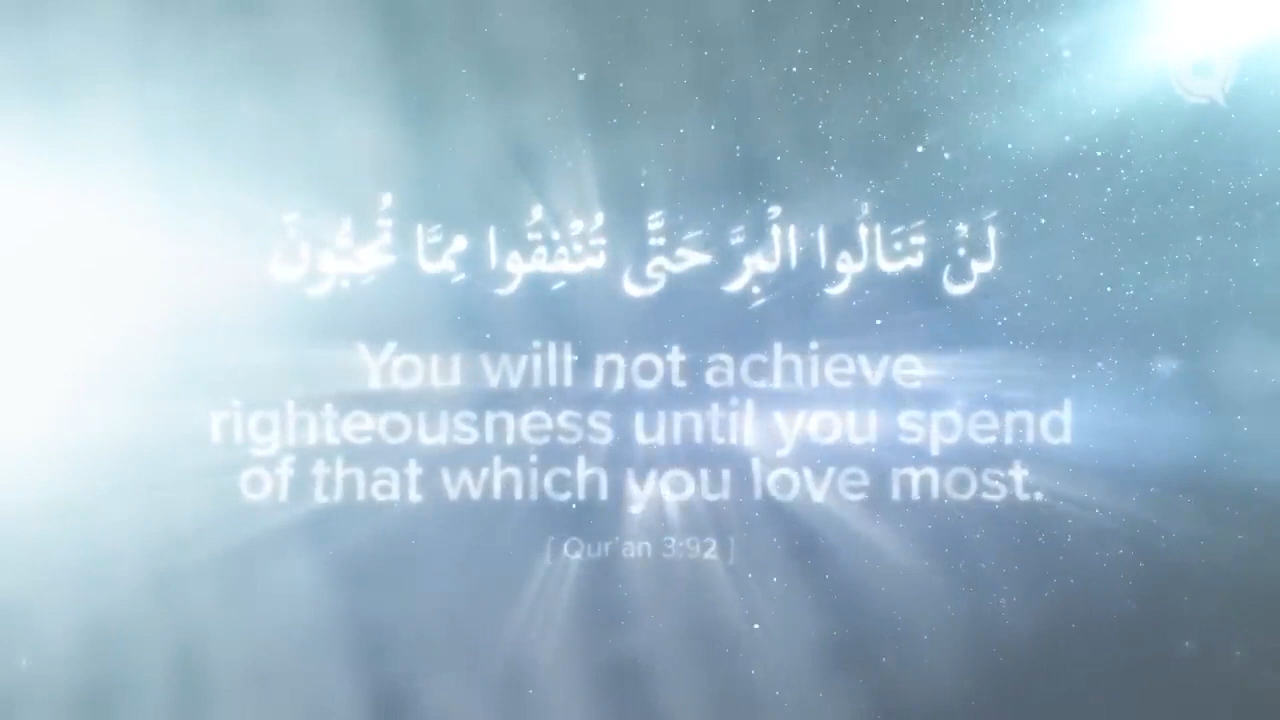 لَنْ تَنَالُوا الْبِرَّ حَتَّى تُنْفِقُوا مِمَّا تُحِبُّونَ
You will not achieve
righteousness until you spend
of that which you love most.
[ Qur'an 3:92 ]